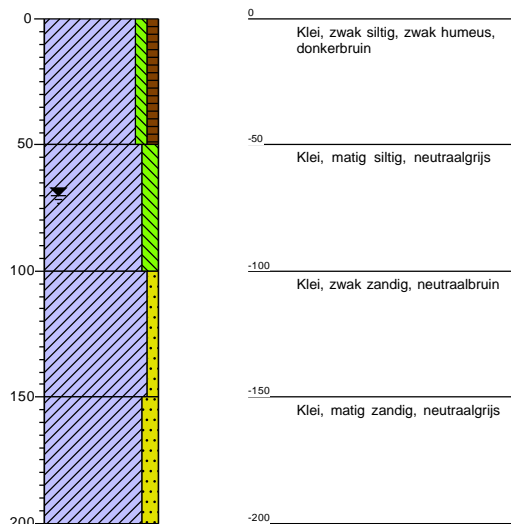 0
50
100
150
200
0
Klei, zwak siltig, zwak humeus,
donkerbruin
-50
Klei, matig siltig, neutraalgrijs
-100
Klei, zwak zandig, neutraalbruin
-150
Klei, matig zandig, neutraalgrijs
-200